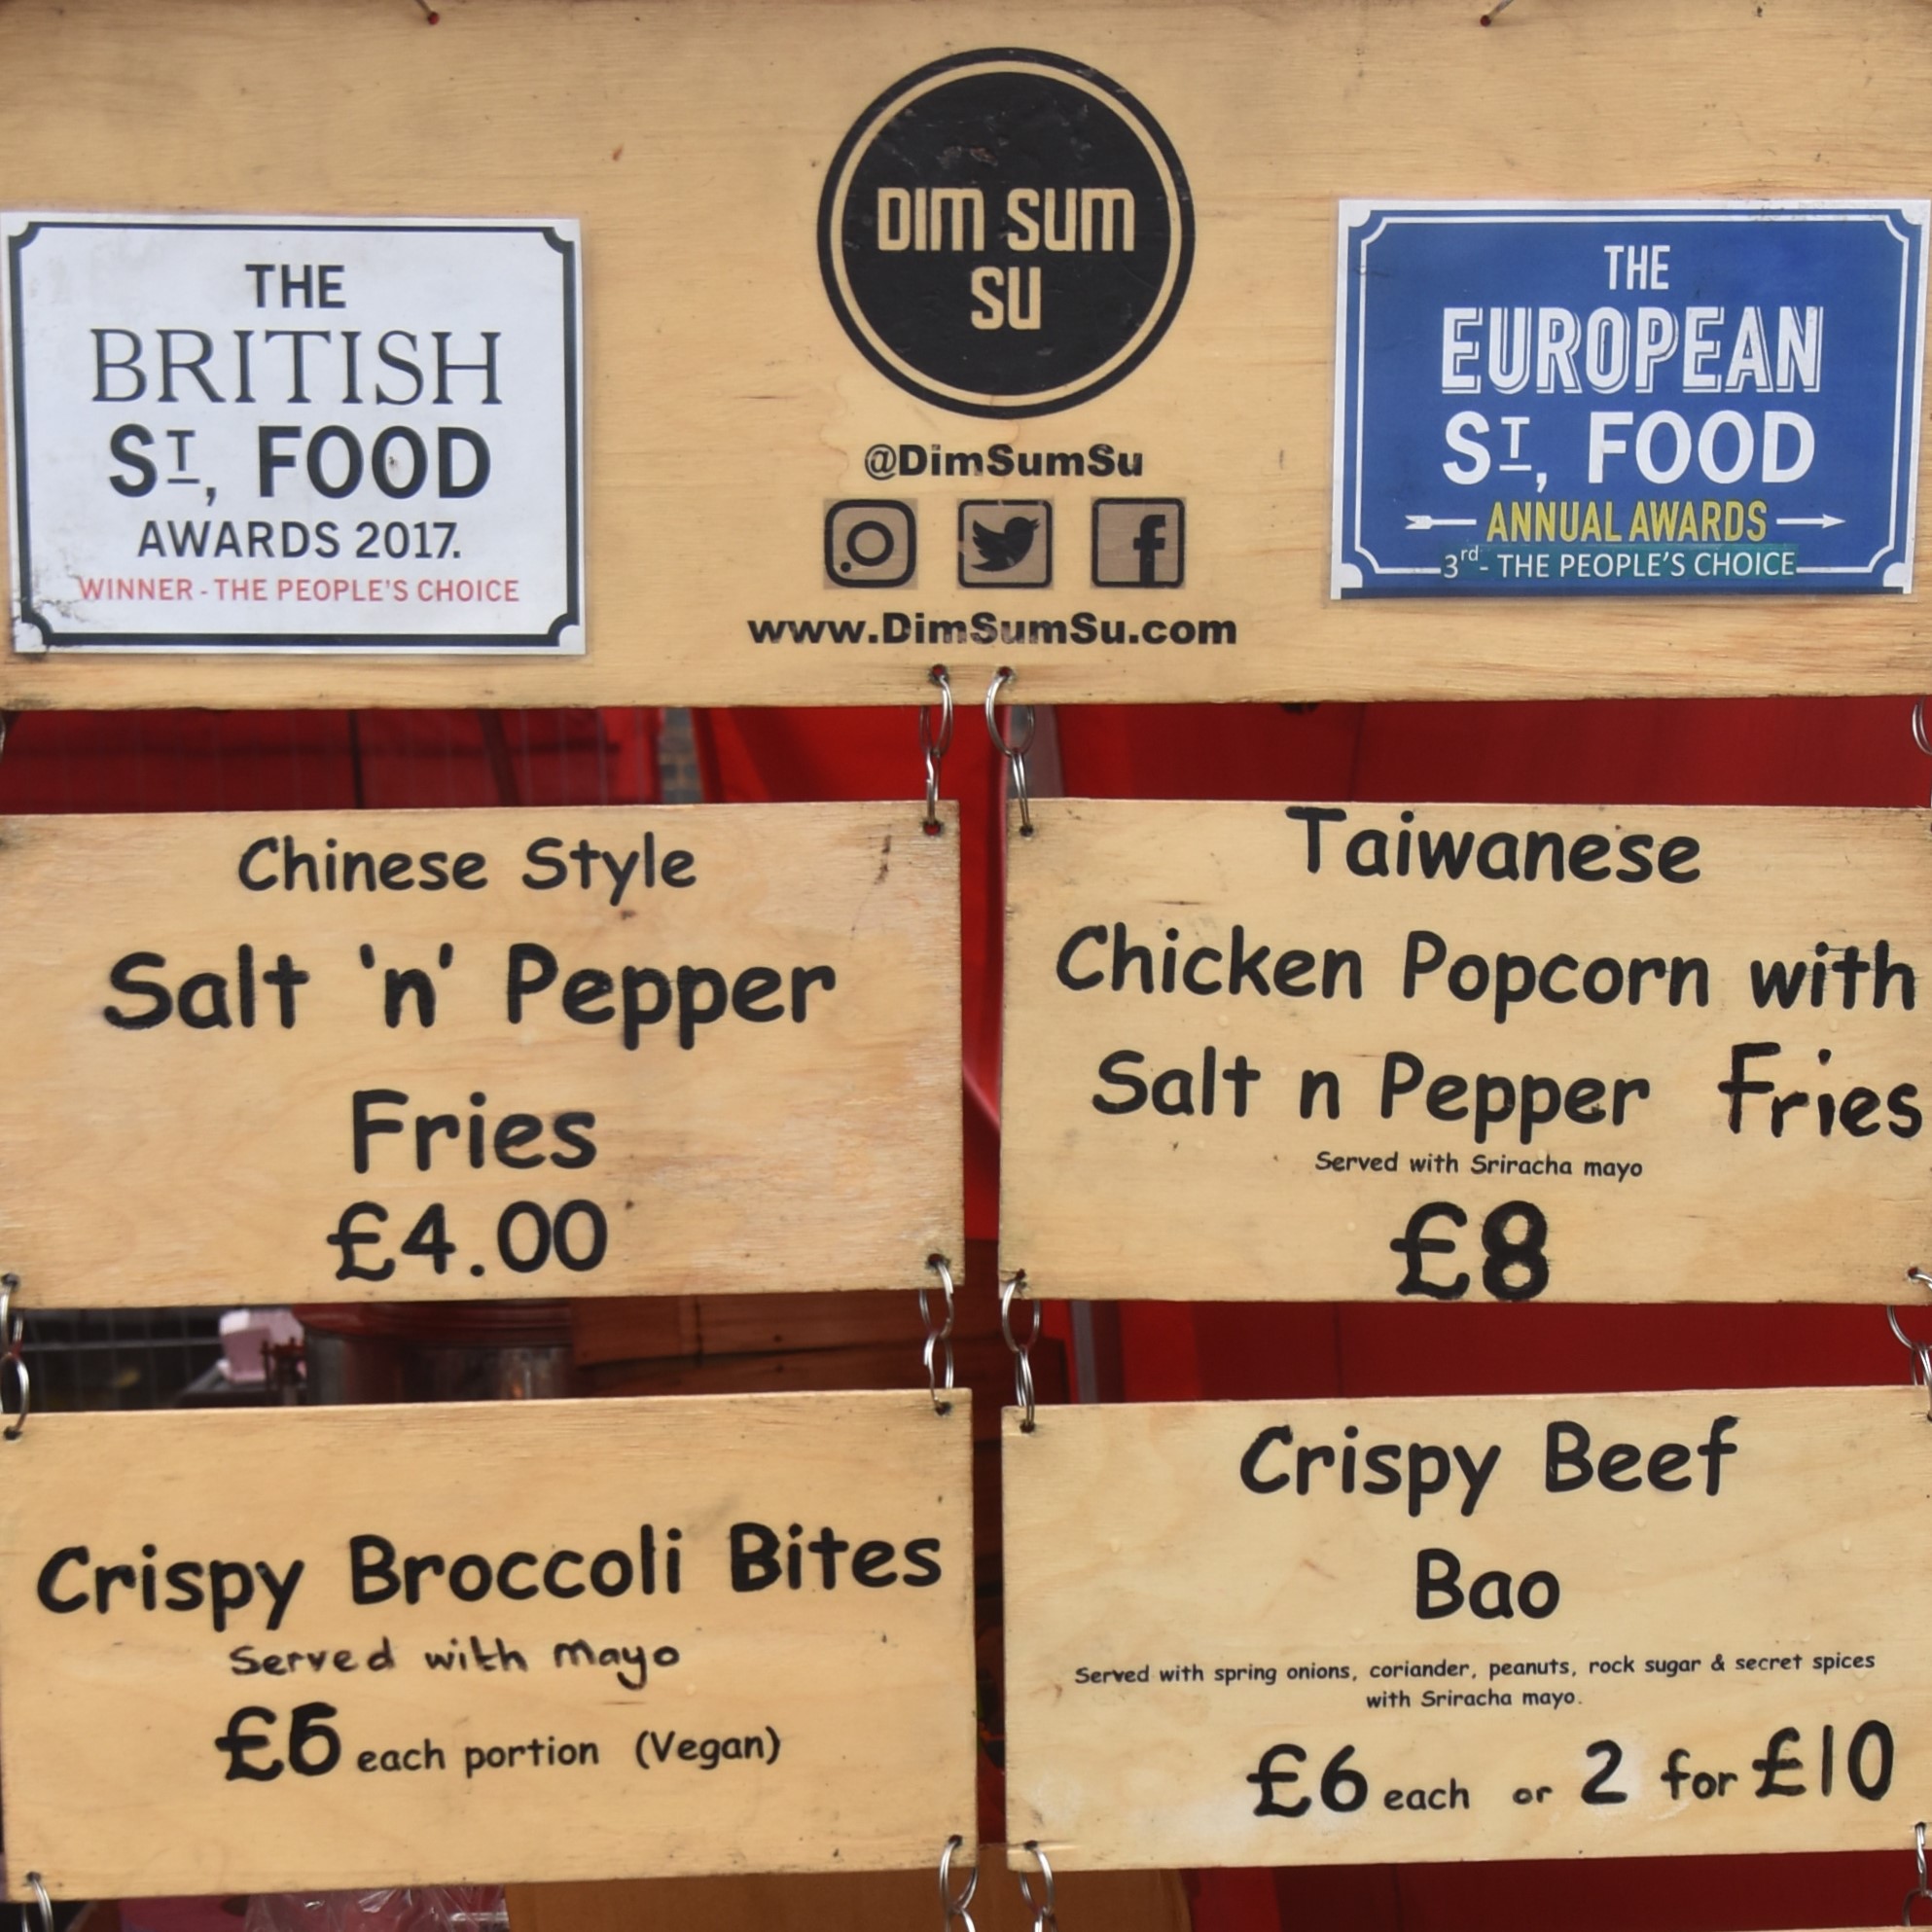 DIM SUM
SU
@DimSumSu
www.DimSumSu.com
THE
BRITISH
ST, FOOD
AWARDS 2017.
WINNER - THE PEOPLE'S CHOICE
THE
EUROPEAN
ST, FOOD
ANNUAL AWARDS
3rd - THE PEOPLE'S CHOICE
Chinese Style
Salt 'n' Pepper
Fries
£4.00
Taiwanese
Chicken Popcorn with
Salt n Pepper Fries
Served with Sriracha mayo
£8
Crispy Broccoli Bites
Served with mayo
each portion (Vegan)
Crispy Beef
Bao
Served with spring onions, coriander, peanuts, rock sugar & secret spices
with Sriracha mayo.
£6 each or 2 for £10